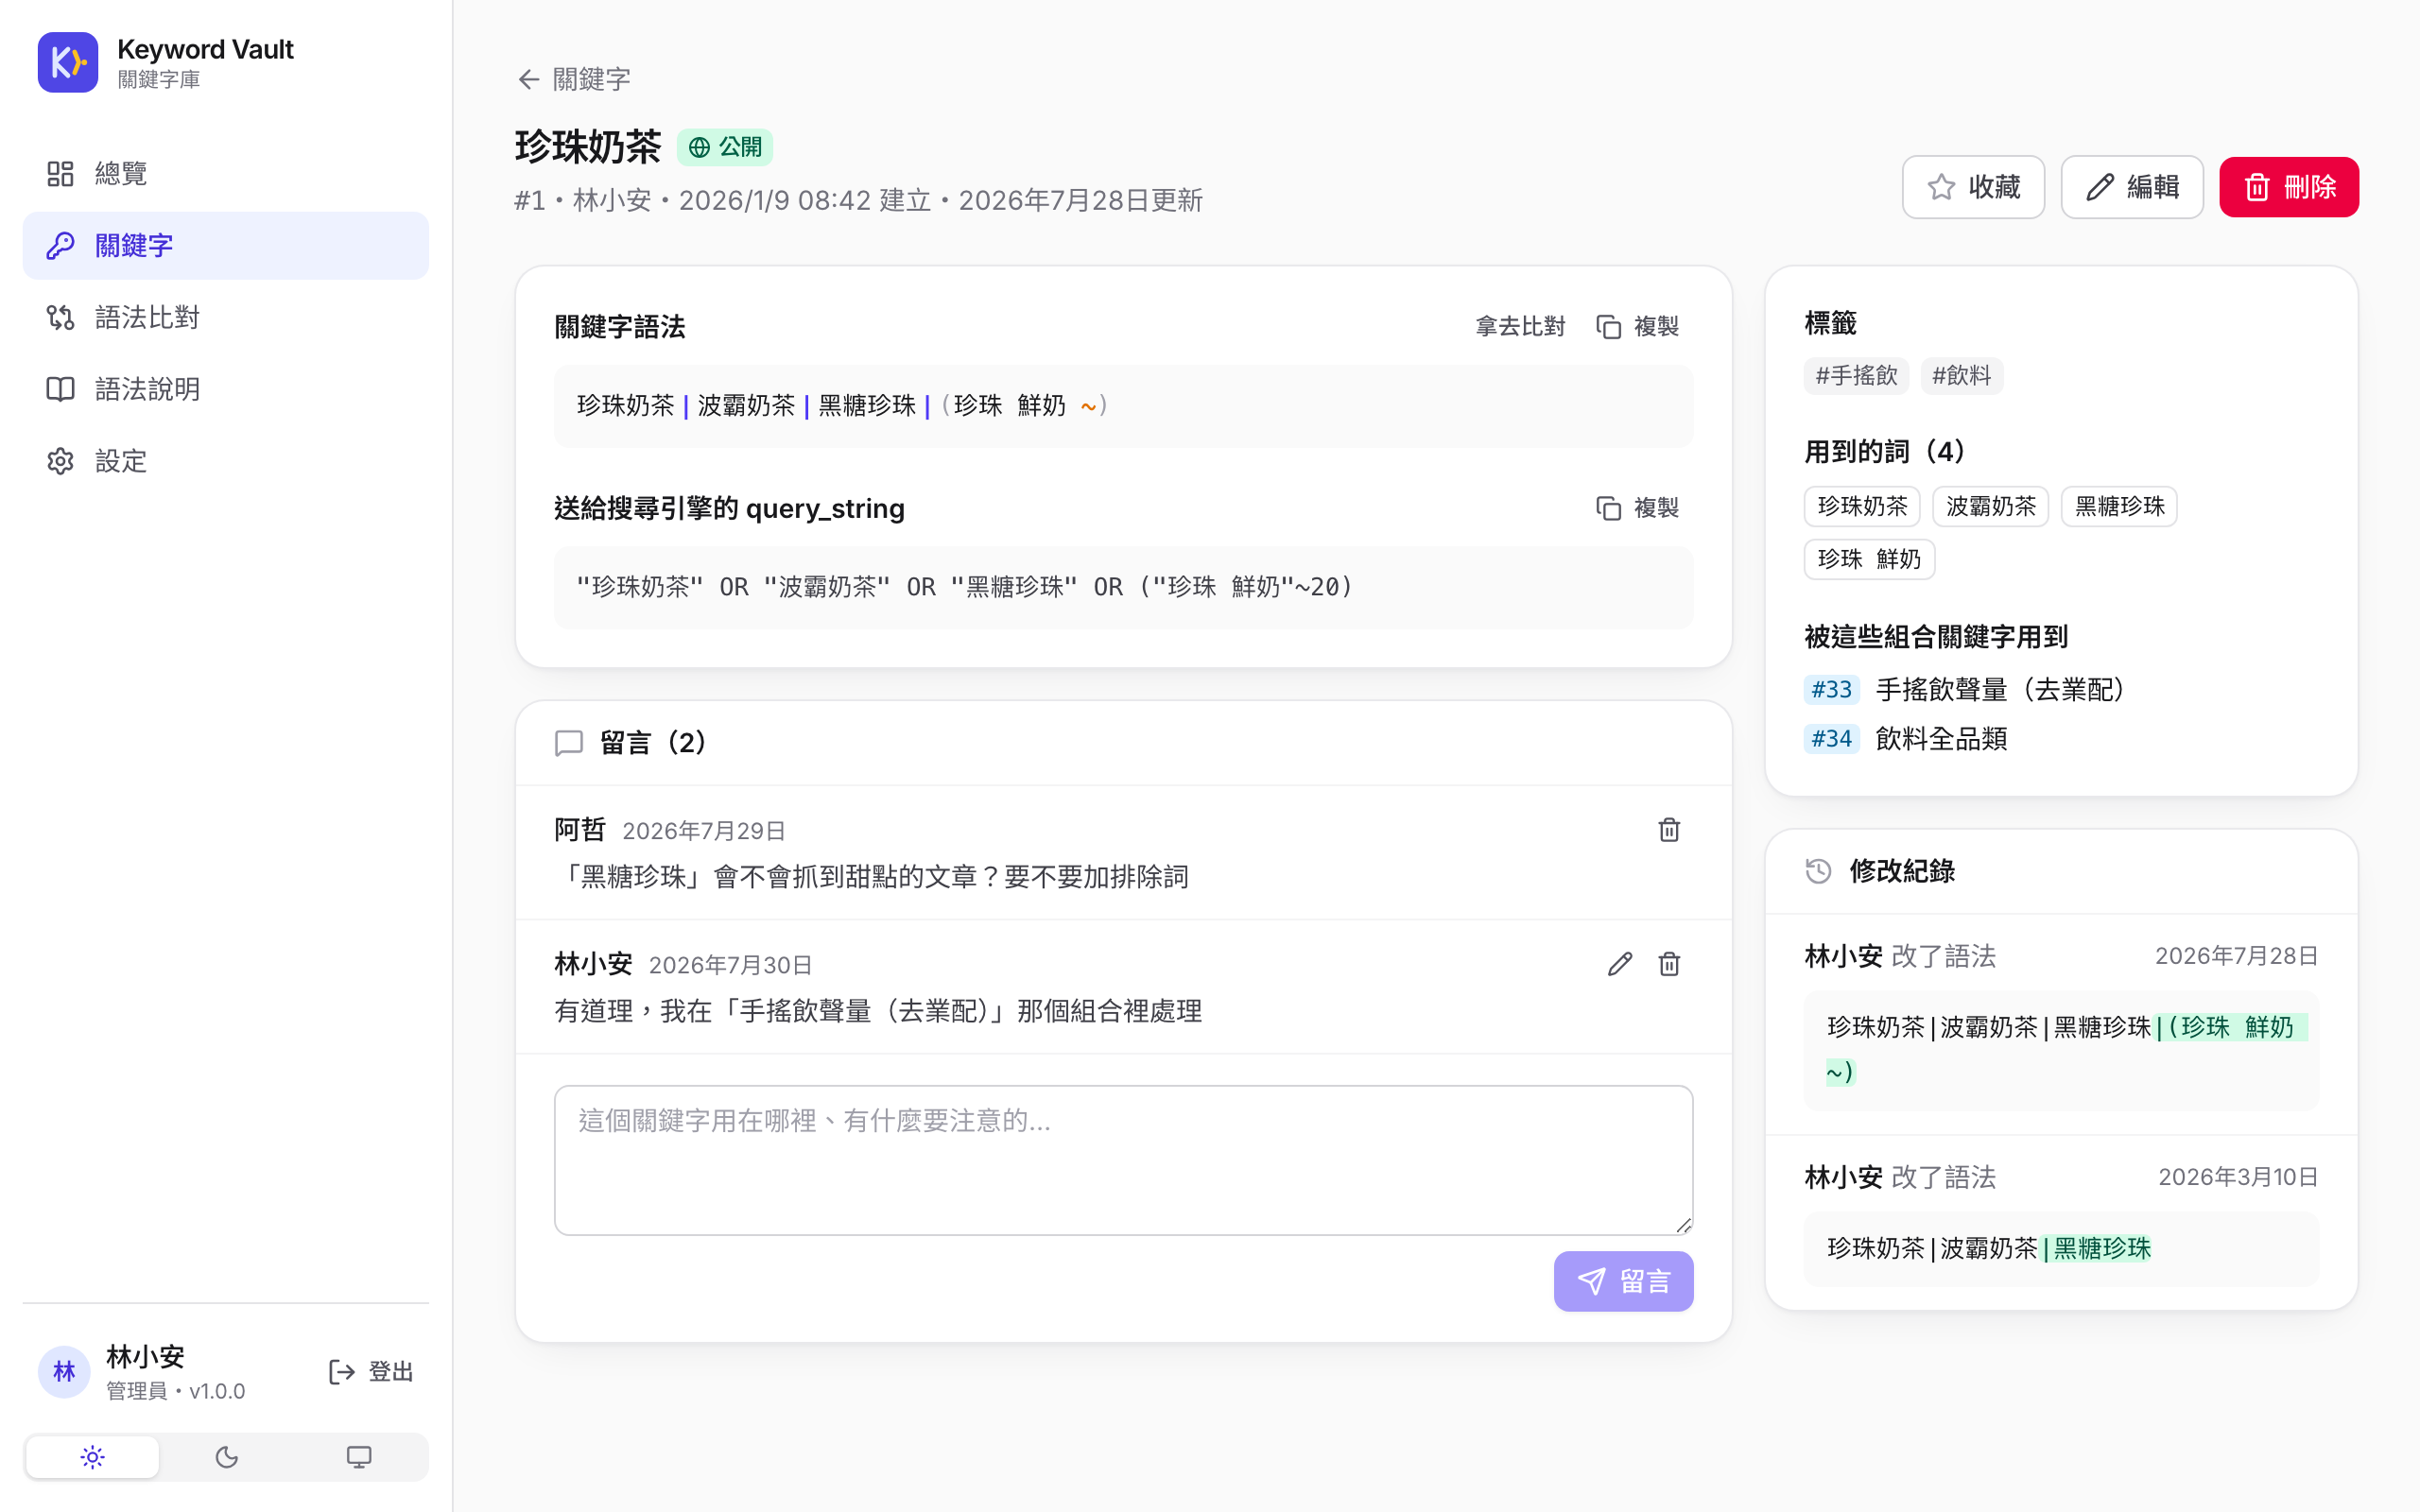 Keyword Vault
關鍵字庫
總覽
關鍵字
語法比對
語法說明
設定
林
林小安
管理員・v1.0.0
登出
關鍵字
珍珠奶茶
公開
#1・林小安・2026/1/9 08:42 建立・2026年7月28日更新
收藏
編輯
刪除
關鍵字語法
拿去比對
複製
珍珠奶茶|波霸奶茶|黑糖珍珠|(珍珠 鮮奶 ~)
送給搜尋引擎的 query_string
複製
"珍珠奶茶" OR "波霸奶茶" OR "黑糖珍珠" OR ("珍珠 鮮奶"~20)
留言（2）
阿哲 2026年7月29日
「黑糖珍珠」會不會抓到甜點的文章？要不要加排除詞
林小安 2026年7月30日
有道理，我在「手搖飲聲量（去業配）」那個組合裡處理
這個關鍵字用在哪裡、有什麼要注意的...
留言
標籤
#手搖飲 #飲料
用到的詞（4）
珍珠奶茶 波霸奶茶 黑糖珍珠
珍珠 鮮奶
被這些組合關鍵字用到
#33 手搖飲聲量（去業配）
#34 飲料全品類
修改紀錄
林小安 改了語法 2026年7月28日
珍珠奶茶|波霸奶茶|黑糖珍珠|(珍珠 鮮奶
~)
林小安 改了語法 2026年3月10日
珍珠奶茶|波霸奶茶|黑糖珍珠